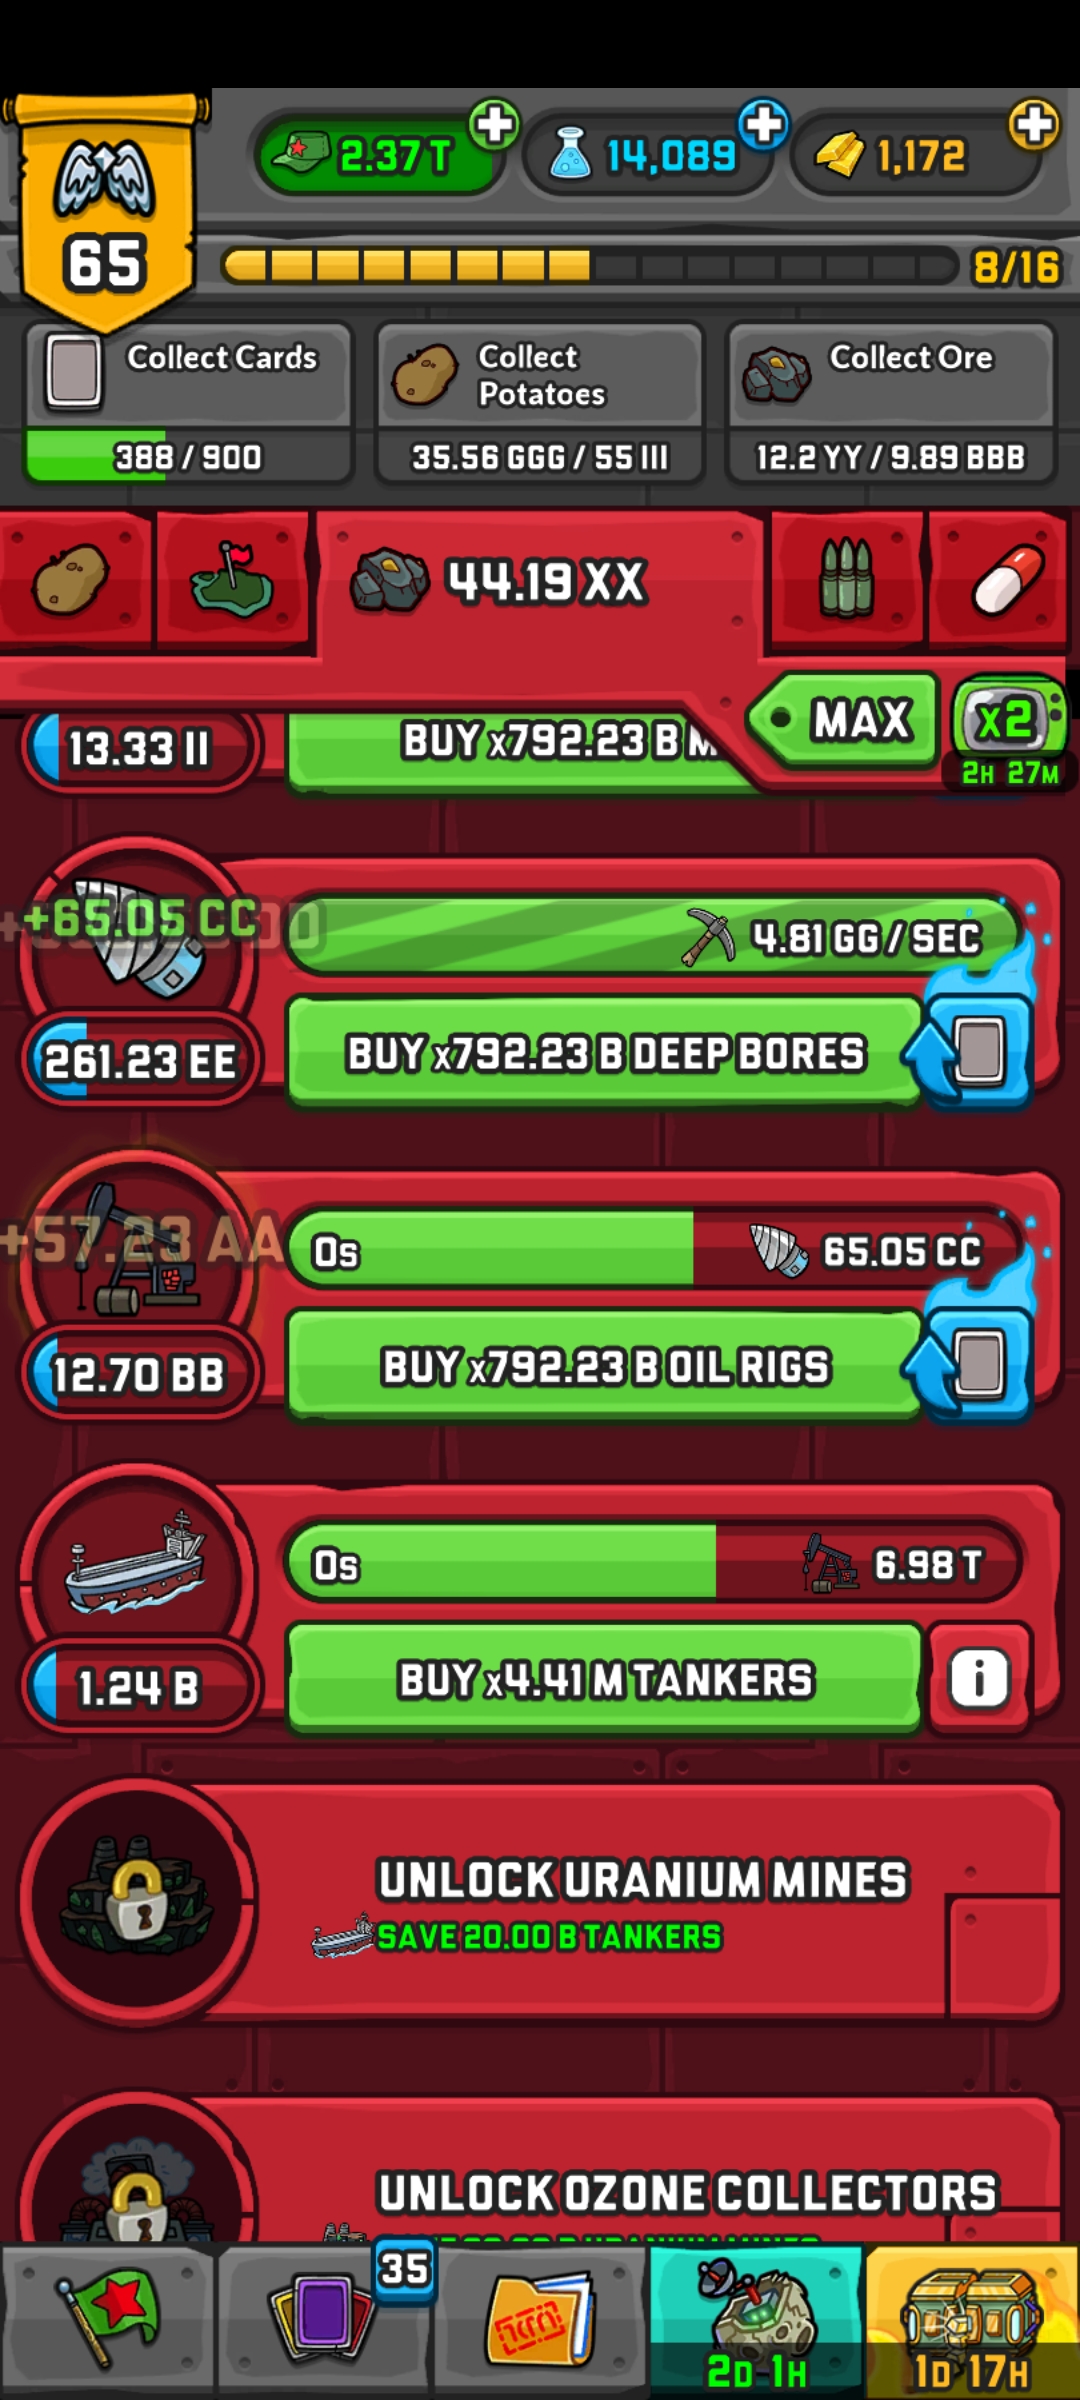 2.37 T
14,089
1,172
65
8/16
Collect Cards
388 / 900
Collect
Potatoes
35.56 GGG / 55 III
Collect Ore
12.2 YY / 9.89 BBB
44.19 XX
MAX
x2
2H 27M
13.33 II
BUY x792.23 B M
+65.05 CC
4.81 GG / SEC
261.23 EE
BUY x792.23 B DEEP BORES
+57.23 AA
0s
65.05 CC
12.70 BB
BUY x792.23 B OIL RIGS
0s
6.98 T
1.24 B
BUY x4.41 M TANKERS
i
UNLOCK URANIUM MINES
SAVE 20.00 B TANKERS
UNLOCK OZONE COLLECTORS
35
2D 1H
1D 17H